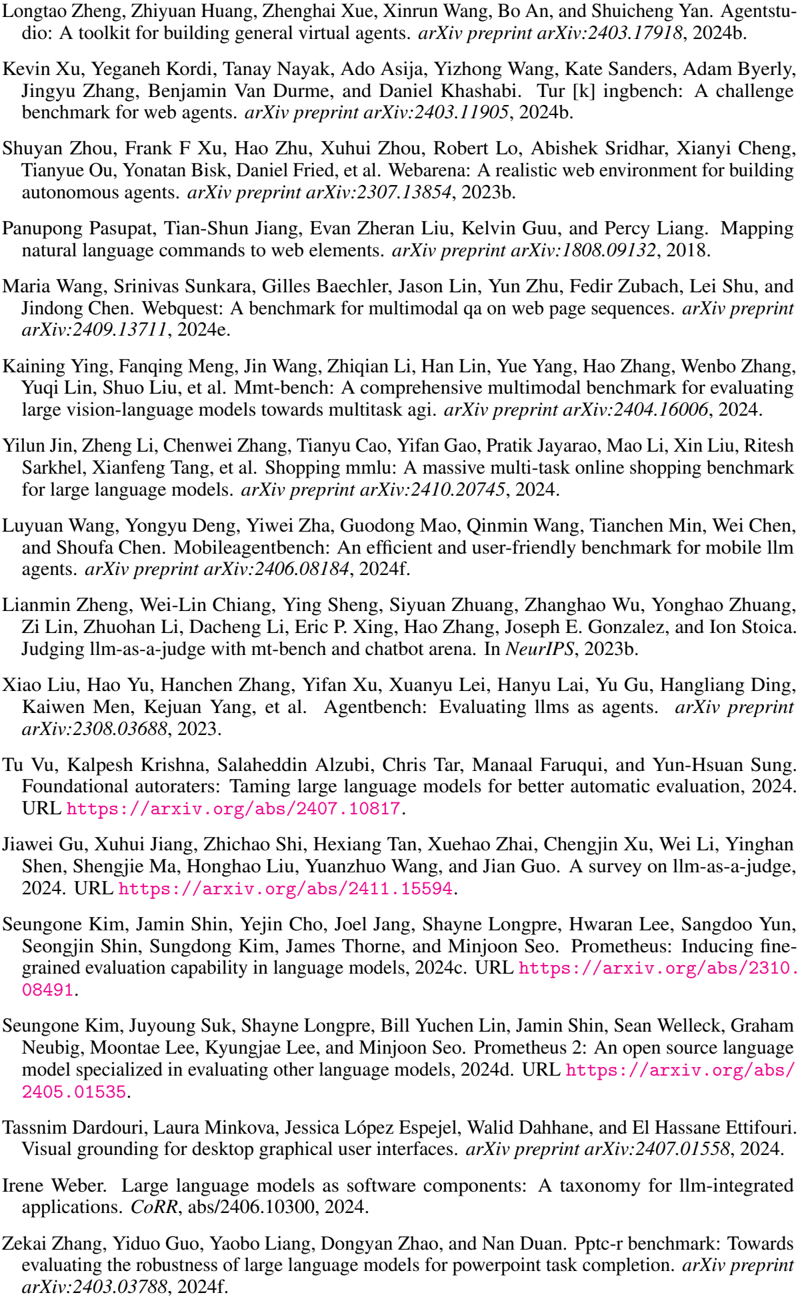 Longtao Zheng, Zhiyuan Huang, Zhenghai Xue, Xinrun Wang, Bo An, and Shuicheng Yan. Agentstu-
dio: A toolkit for building general virtual agents. arXiv preprint arXiv:2403.17918, 2024b.
Kevin Xu, Yeganeh Kordi, Tanay Nayak, Ado Asija, Yizhong Wang, Kate Sanders, Adam Byerly,
Jingyu Zhang, Benjamin Van Durme, and Daniel Khashabi. Tur [k] ingbench: A challenge
benchmark for web agents. arXiv preprint arXiv:2403.11905, 2024b.
Shuyan Zhou, Frank F Xu, Hao Zhu, Xuhui Zhou, Robert Lo, Abishek Sridhar, Xianyi Cheng,
Tianyue Ou, Yonatan Bisk, Daniel Fried, et al. Webarena: A realistic web environment for building
autonomous agents. arXiv preprint arXiv:2307.13854, 2023b.
Panupong Pasupat, Tian-Shun Jiang, Evan Zheran Liu, Kelvin Guu, and Percy Liang. Mapping
natural language commands to web elements. arXiv preprint arXiv:1808.09132, 2018.
Maria Wang, Srinivas Sunkara, Gilles Baechler, Jason Lin, Yun Zhu, Fedir Zubach, Lei Shu, and
Jindong Chen. Webquest: A benchmark for multimodal qa on web page sequences. arXiv preprint
arXiv:2409.13711, 2024e.
Kaining Ying, Fanqing Meng, Jin Wang, Zhiqian Li, Han Lin, Yue Yang, Hao Zhang, Wenbo Zhang,
Yuqi Lin, Shuo Liu, et al. Mmt-bench: A comprehensive multimodal benchmark for evaluating
large vision-language models towards multitask agi. arXiv preprint arXiv:2404.16006, 2024.
Yilun Jin, Zheng Li, Chenwei Zhang, Tianyu Cao, Yifan Gao, Pratik Jayarao, Mao Li, Xin Liu, Ritesh
Sarkhel, Xianfeng Tang, et al. Shopping mmlu: A massive multi-task online shopping benchmark
for large language models. arXiv preprint arXiv:2410.20745, 2024.
Luyuan Wang, Yongyu Deng, Yiwei Zha, Guodong Mao, Qinmin Wang, Tianchen Min, Wei Chen,
and Shoufa Chen. Mobileagentbench: An efficient and user-friendly benchmark for mobile llm
agents. arXiv preprint arXiv:2406.08184, 2024f.
Lianmin Zheng, Wei-Lin Chiang, Ying Sheng, Siyuan Zhuang, Zhanghao Wu, Yonghao Zhuang,
Zi Lin, Zhuohan Li, Dacheng Li, Eric P. Xing, Hao Zhang, Joseph E. Gonzalez, and Ion Stoica.
Judging llm-as-a-judge with mt-bench and chatbot arena. In NeurIPS, 2023b.
Xiao Liu, Hao Yu, Hanchen Zhang, Yifan Xu, Xuanyu Lei, Hanyu Lai, Yu Gu, Hangliang Ding,
Kaiwen Men, Kejuan Yang, et al. Agentbench: Evaluating llms as agents. arXiv preprint
arXiv:2308.03688, 2023.
Tu Vu, Kalpesh Krishna, Salaheddin Alzubi, Chris Tar, Manaal Faruqui, and Yun-Hsuan Sung.
Foundational autoraters: Taming large language models for better automatic evaluation, 2024.
URL https://arxiv.org/abs/2407.10817.
Jiawei Gu, Xuhui Jiang, Zhichao Shi, Hexiang Tan, Xuehao Zhai, Chengjin Xu, Wei Li, Yinghan
Shen, Shengjie Ma, Honghao Liu, Yuanzhuo Wang, and Jian Guo. A survey on llm-as-a-judge,
2024. URL https://arxiv.org/abs/2411.15594.
Seungone Kim, Jamin Shin, Yejin Cho, Joel Jang, Shayne Longpre, Hwaran Lee, Sangdoo Yun,
Seongjin Shin, Sungdong Kim, James Thorne, and Minjoon Seo. Prometheus: Inducing fine-
grained evaluation capability in language models, 2024c. URL https://arxiv.org/abs/2310.
08491.
Seungone Kim, Juyoung Suk, Shayne Longpre, Bill Yuchen Lin, Jamin Shin, Sean Welleck, Graham
Neubig, Moontae Lee, Kyungjae Lee, and Minjoon Seo. Prometheus 2: An open source language
model specialized in evaluating other language models, 2024d. URL https://arxiv.org/abs/
2405.01535.
Tassnim Dardouri, Laura Minkova, Jessica López Espejel, Walid Dahhane, and El Hassane Ettifouri.
Visual grounding for desktop graphical user interfaces. arXiv preprint arXiv:2407.01558, 2024.
Irene Weber. Large language models as software components: A taxonomy for llm-integrated
applications. CoRR, abs/2406.10300, 2024.
Zekai Zhang, Yiduo Guo, Yaobo Liang, Dongyan Zhao, and Nan Duan. Pptc-r benchmark: Towards
evaluating the robustness of large language models for powerpoint task completion. arXiv preprint
arXiv:2403.03788, 2024f.